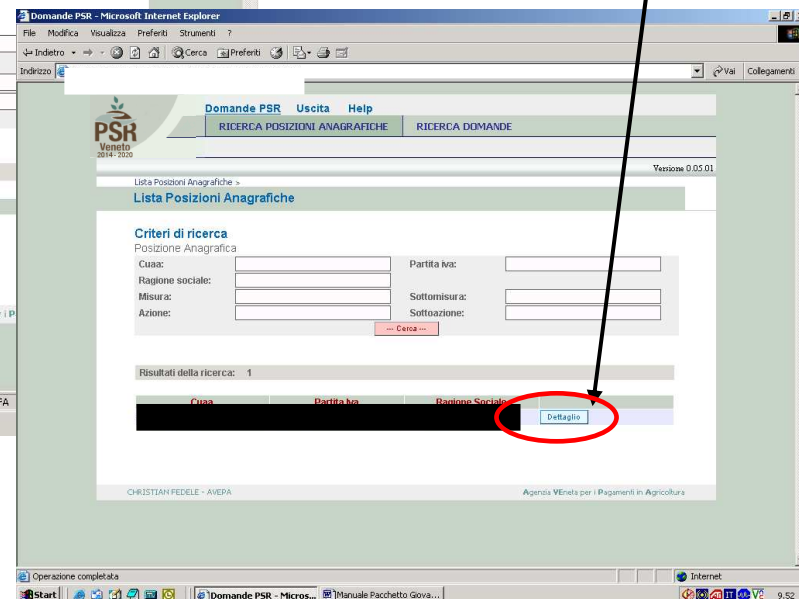 Domande PSR - Microsoft Internet Explorer
File Modifica Visualizza Preferiti Strumenti ?
Indietro Cerca Preferiti
Indirizzo Vai Collegamenti
PSR
Veneto
2014 - 2020
Domande PSR Uscita Help
RICERCA POSIZIONI ANAGRAFICHE RICERCA DOMANDE
Versione 0.05.01
Lista Posizioni Anagrafiche >
Lista Posizioni Anagrafiche
Criteri di ricerca
Posizione Anagrafica
Cuaa: Partita iva:
Ragione sociale:
Misura: Sottomisura:
Azione: Sottoazione:
--- Cerca ---
i P
Risultati della ricerca: 1
FA
Cuaa Partita Iva Ragione Sociale
Dettaglio
CHRISTIAN FEDELE - AVEPA Agenzia VEneta per i Pagamenti in Agricoltura
Operazione completata Internet
Start Domande PSR - Micros... Manuale Pacchetto Giova... 9.52